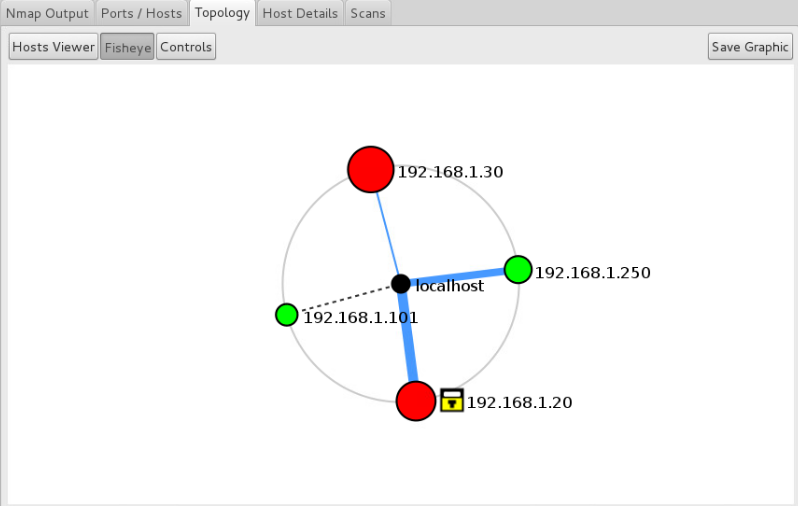 Nmap Output Ports / Hosts Topology Host Details Scans
Hosts Viewer Fisheye Controls Save Graphic
192.168.1.30
192.168.1.250
localhost
192.168.1.101
192.168.1.20